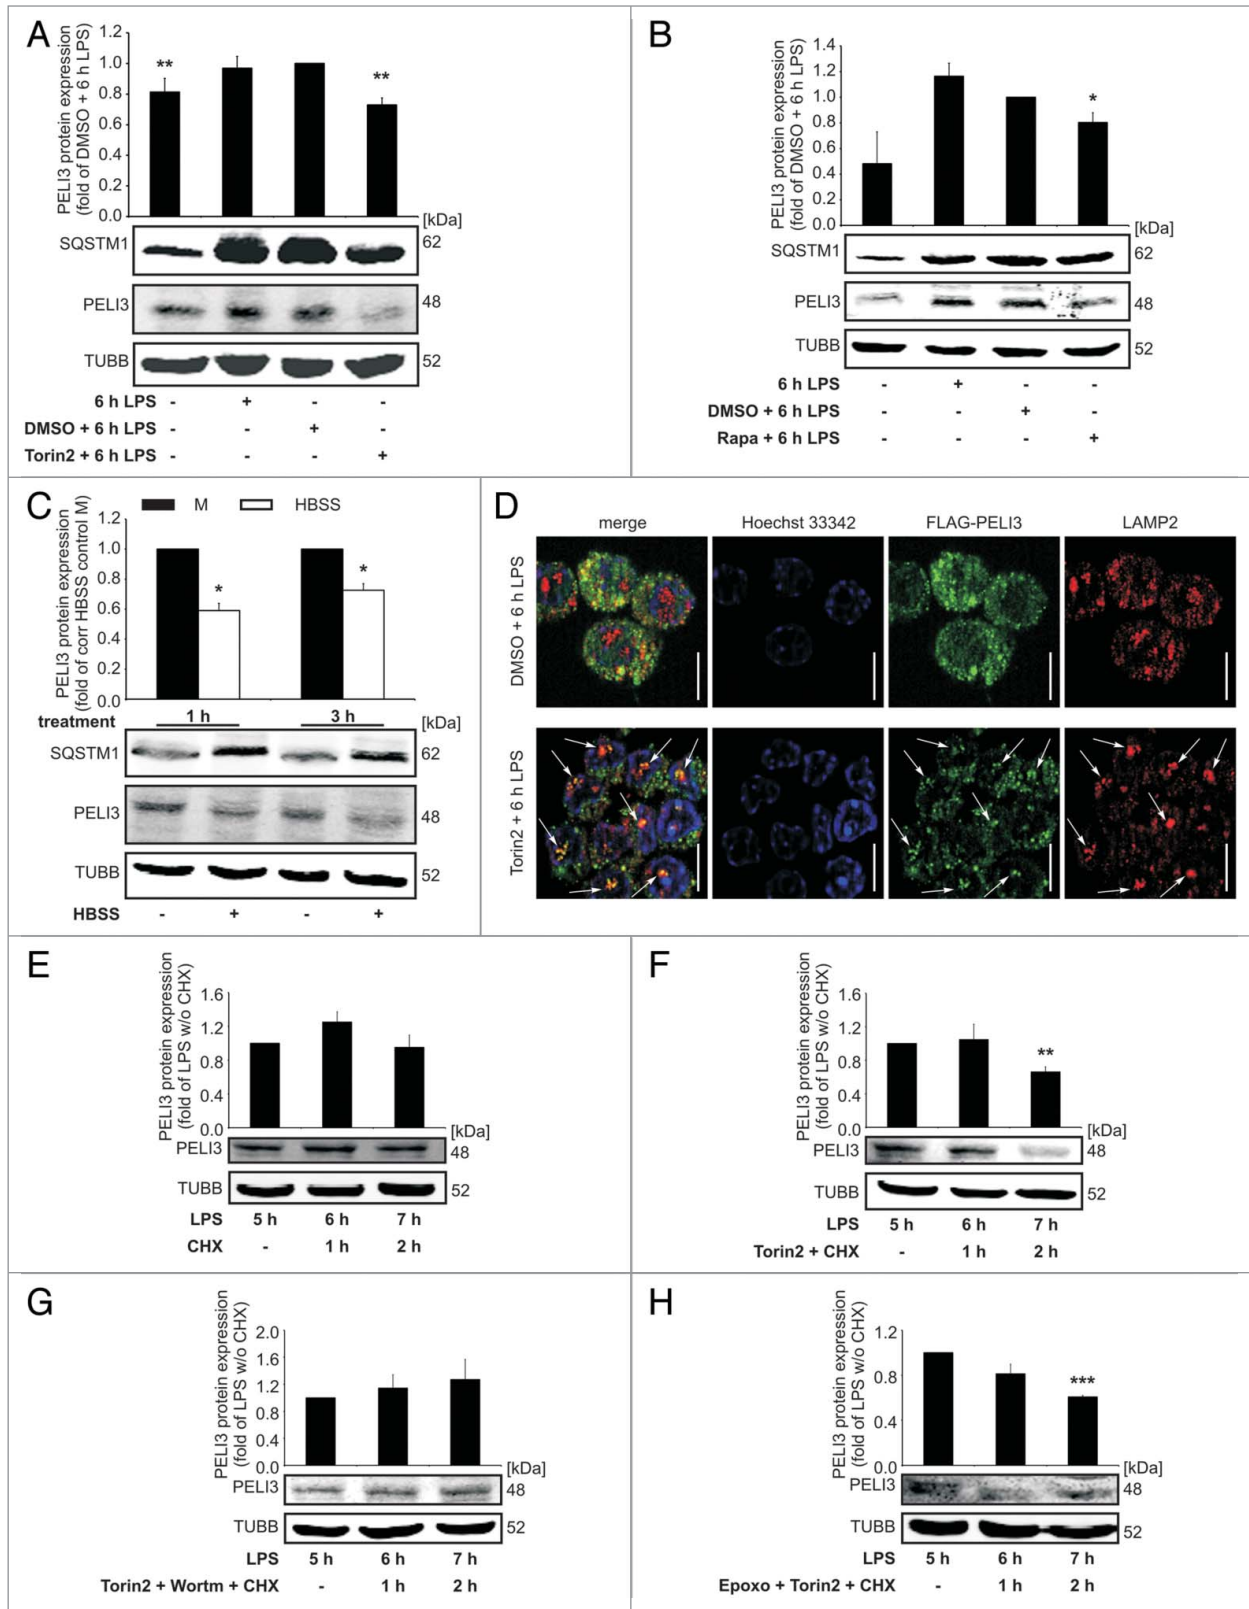 A
PELI3 protein expression
(fold of DMSO + 6 h LPS)
1.2
1.0
0.8
0.6
0.4
0.2
0.0
** **
[kDa]
SQSTM1 62
PELI3 48
TUBB 52
6 h LPS - + - -
DMSO + 6 h LPS - - + -
Torin2 + 6 h LPS - - - +
B
PELI3 protein expression
(fold of DMSO + 6 h LPS)
1.4
1.2
1.0
0.8
0.6
0.4
0.2
0.0
*
[kDa]
SQSTM1 62
PELI3 48
TUBB 52
6 h LPS - + - -
DMSO + 6 h LPS - - + -
Rapa + 6 h LPS - - - +
C
M HBSS
PELI3 protein expression
(fold of corr HBSS control M)
1.2
1.0
0.8
0.6
0.4
0.2
0.0
* *
treatment 1 h 3 h [kDa]
SQSTM1 62
PELI3 48
TUBB 52
HBSS - + - +
D
merge Hoechst 33342 FLAG-PELI3 LAMP2
DMSO + 6 h LPS
Torin2 + 6 h LPS
E
PELI3 protein expression
(fold of LPS w/o CHX)
1.6
1.2
0.8
0.4
0.0
[kDa]
PELI3 48
TUBB 52
LPS 5 h 6 h 7 h
CHX - 1 h 2 h
F
PELI3 protein expression
(fold of LPS w/o CHX)
1.6
1.2
0.8
0.4
0.0
**
[kDa]
PELI3 48
TUBB 52
LPS 5 h 6 h 7 h
Torin2 + CHX - 1 h 2 h
G
PELI3 protein expression
(fold of LPS w/o CHX)
2.0
1.6
1.2
0.8
0.4
0.0
[kDa]
PELI3 48
TUBB 52
LPS 5 h 6 h 7 h
Torin2 + Wortm + CHX - 1 h 2 h
H
PELI3 protein expression
(fold of LPS w/o CHX)
1.2
0.8
0.4
0.0
***
[kDa]
PELI3 48
TUBB 52
LPS 5 h 6 h 7 h
Epoxo + Torin2 + CHX - 1 h 2 h